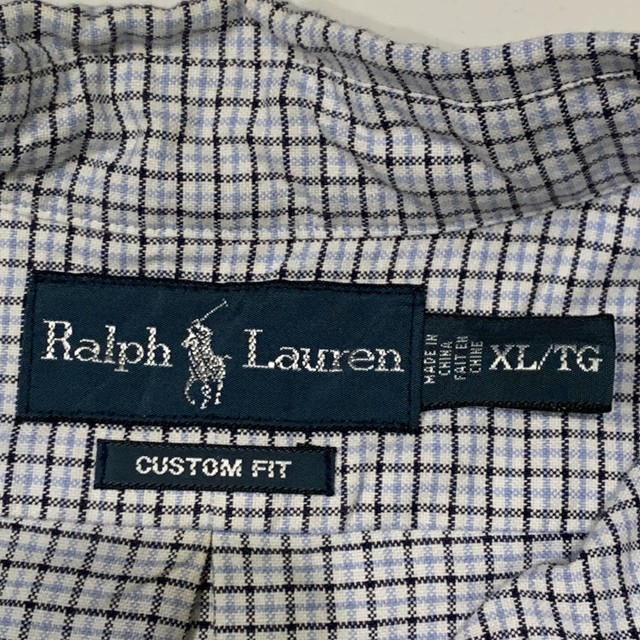 Ralph Lauren
MADE IN
CHINA
FAIT EN
CHINE
XL/TG
CUSTOM FIT